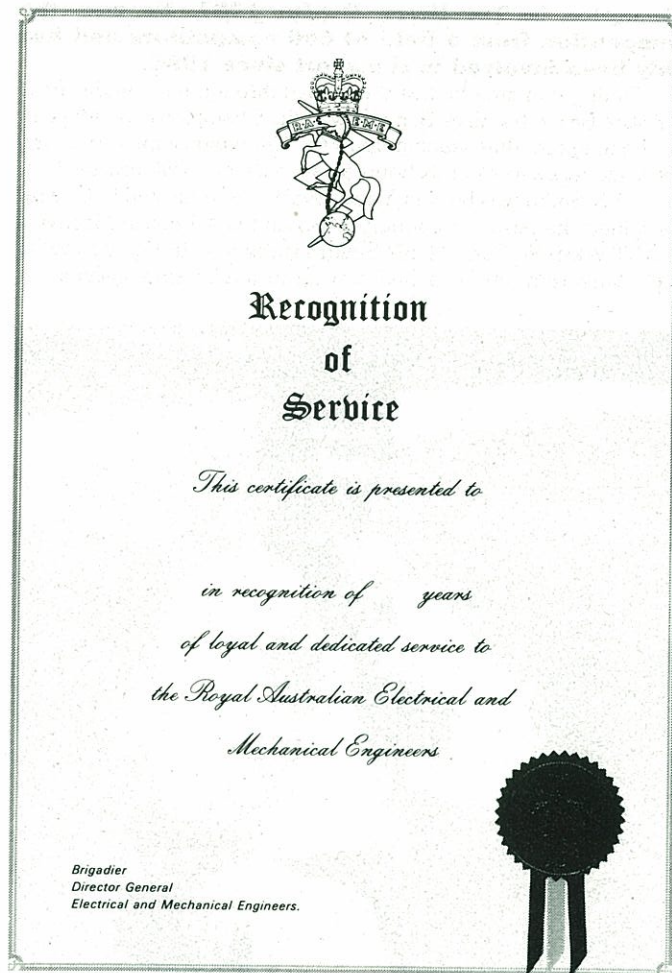 R·A E·M·E
Recognition
of
Service
This certificate is presented to
in recognition of years
of loyal and dedicated service to
the Royal Australian Electrical and
Mechanical Engineers
Brigadier
Director General
Electrical and Mechanical Engineers.